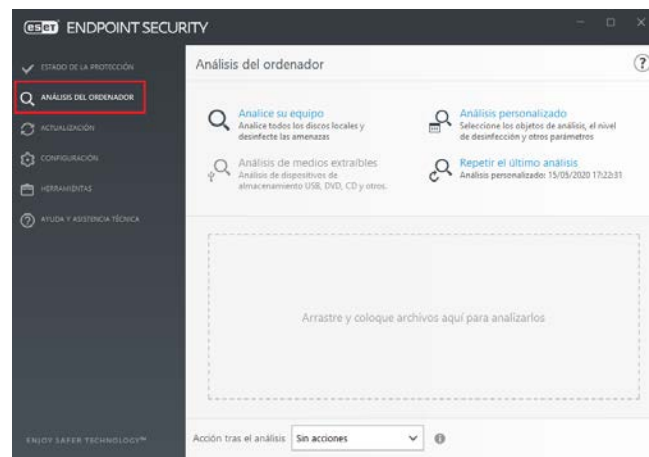 eset ENDPOINT SECURITY
ESTADO DE LA PROTECCIÓN
ANÁLISIS DEL ORDENADOR
ACTUALIZACIÓN
CONFIGURACIÓN
HERRAMIENTAS
AYUDA Y ASISTENCIA TÉCNICA
ENJOY SAFER TECHNOLOGY™
Análisis del ordenador
?
Analice su equipo
Analice todos los discos locales y
desinfecte las amenazas
Análisis personalizado
Seleccione los objetos de análisis, el nivel
de desinfección y otros parámetros
Análisis de medios extraíbles
Análisis de dispositivos de
almacenamiento USB, DVD, CD y otros.
Repetir el último análisis
Análisis personalizado: 15/05/2020 17:22:31
Arrastre y coloque archivos aquí para analizarlos
Acción tras el análisis Sin acciones